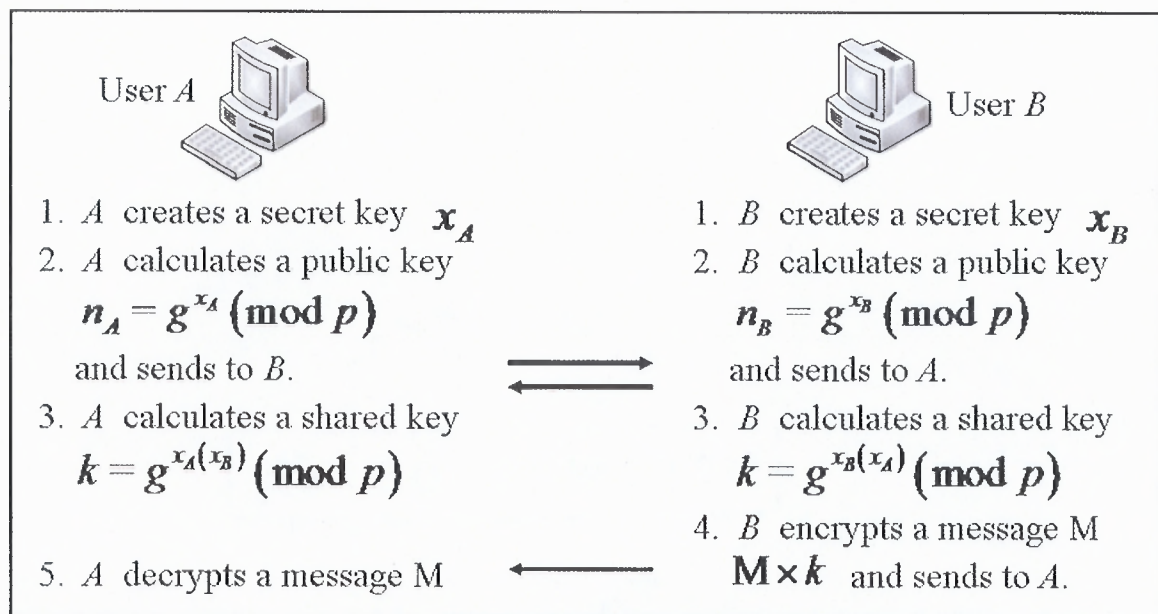 User A
1. A creates a secret key x_A
2. A calculates a public key
n_A = g^{x_A} (mod p)
and sends to B.
3. A calculates a shared key
k = g^{x_A(x_B)} (mod p)
5. A decrypts a message M
User B
1. B creates a secret key x_B
2. B calculates a public key
n_B = g^{x_B} (mod p)
and sends to A.
3. B calculates a shared key
k = g^{x_B(x_A)} (mod p)
4. B encrypts a message M
M × k and sends to A.